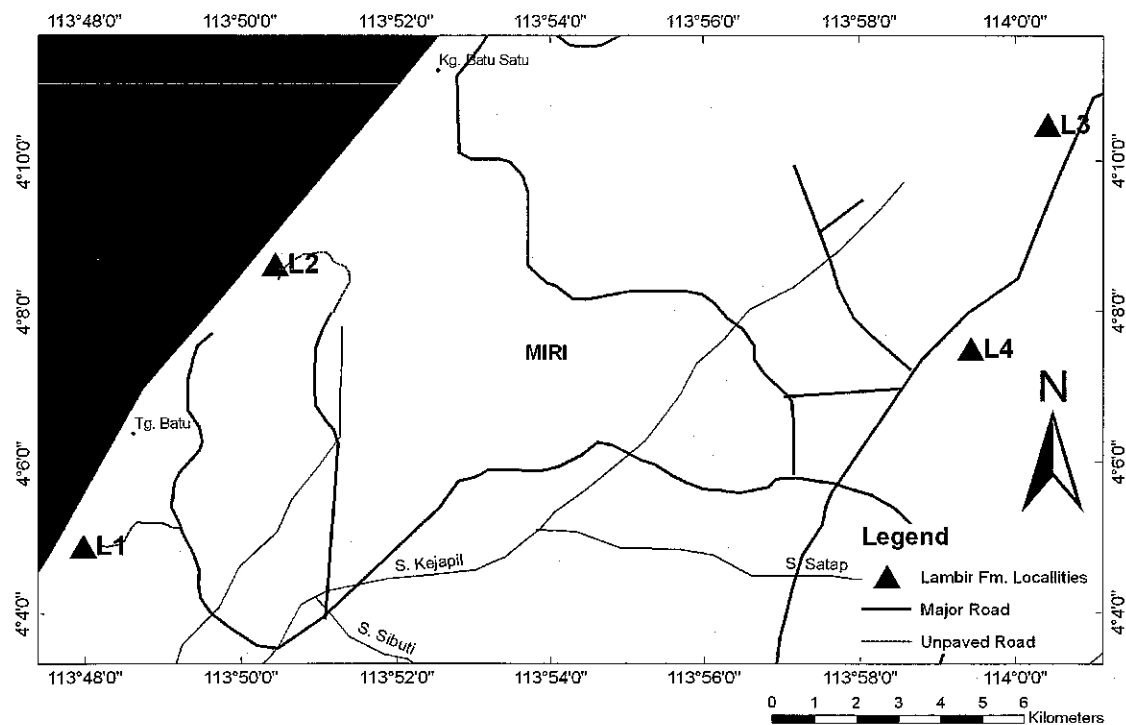 113°48'0" 113°50'0" 113°52'0" 113°54'0" 113°56'0" 113°58'0" 114°0'0"
Kg. Batu Satu
L3
4°10'0" 4°10'0"
L2
4°8'0" 4°8'0"
MIRI
L4
N
Tg. Batu
4°6'0" 4°6'0"
Legend
L1
S. Kejapil
S. Satap
Lambir Fm. Locallities
Major Road
4°4'0" 4°4'0"
S. Sibuti
Unpaved Road
113°48'0" 113°50'0" 113°52'0" 113°54'0" 113°56'0" 113°58'0" 114°0'0"
0 1 2 3 4 5 6
Kilometers